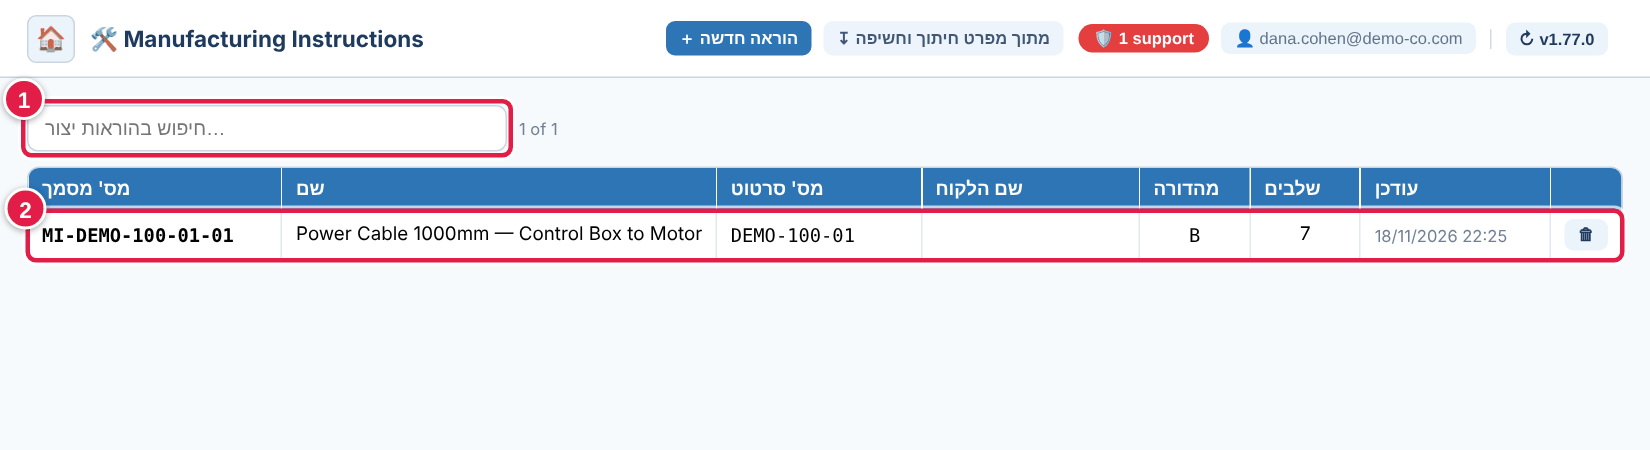 🛠️ Manufacturing Instructions
+ הוראה חדשה
↧ מתוך מפרט חיתוך וחשיפה
🛡️ 1 support
👤 dana.cohen@demo-co.com
↻ v1.77.0
1
חיפוש בהוראות יצור...
1 of 1
מס' מסמך
שם
מס' סרטוט
שם הלקוח
מהדורה
שלבים
עודכן
2
MI-DEMO-100-01-01
Power Cable 1000mm — Control Box to Motor
DEMO-100-01
B
7
18/11/2026 22:25